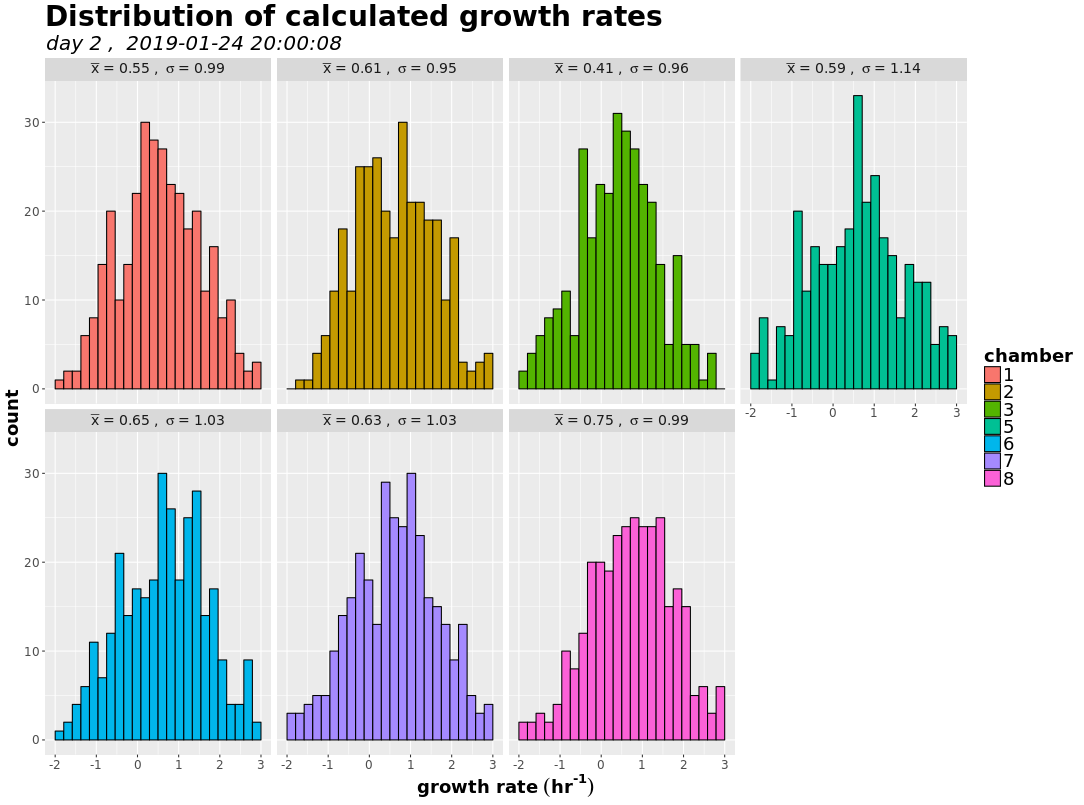 Distribution of calculated growth rates
day 2 ,  2019-01-24 20:00:08
x̅ = 0.55 ,  σ = 0.99
x̅ = 0.61 ,  σ = 0.95
x̅ = 0.41 ,  σ = 0.96
x̅ = 0.59 ,  σ = 1.14
30
20
10
0
-2 -1 0 1 2 3
x̅ = 0.65 ,  σ = 1.03
x̅ = 0.63 ,  σ = 1.03
x̅ = 0.75 ,  σ = 0.99
30
20
10
0
-2 -1 0 1 2 3
-2 -1 0 1 2 3
-2 -1 0 1 2 3
count
growth rate (hr⁻¹)
chamber
1
2
3
5
6
7
8